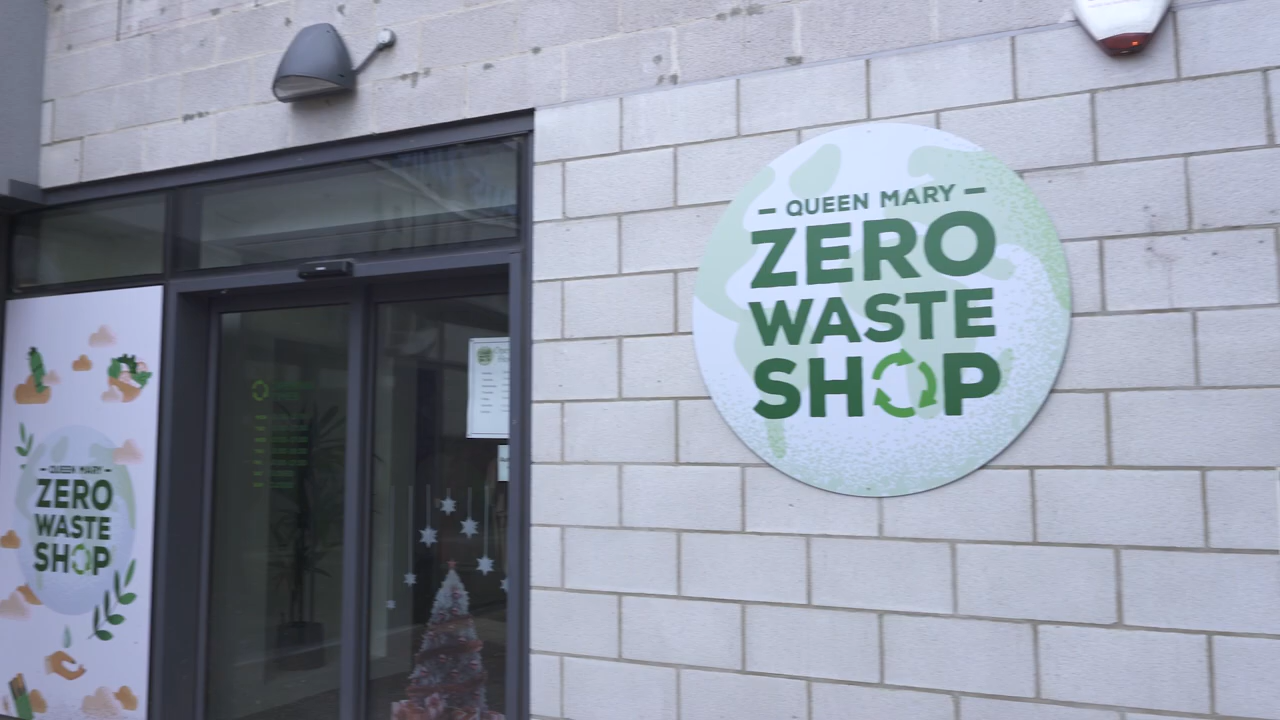 — QUEEN MARY —
ZERO
WASTE
SHOP
— QUEEN MARY —
ZERO
WASTE
SHOP